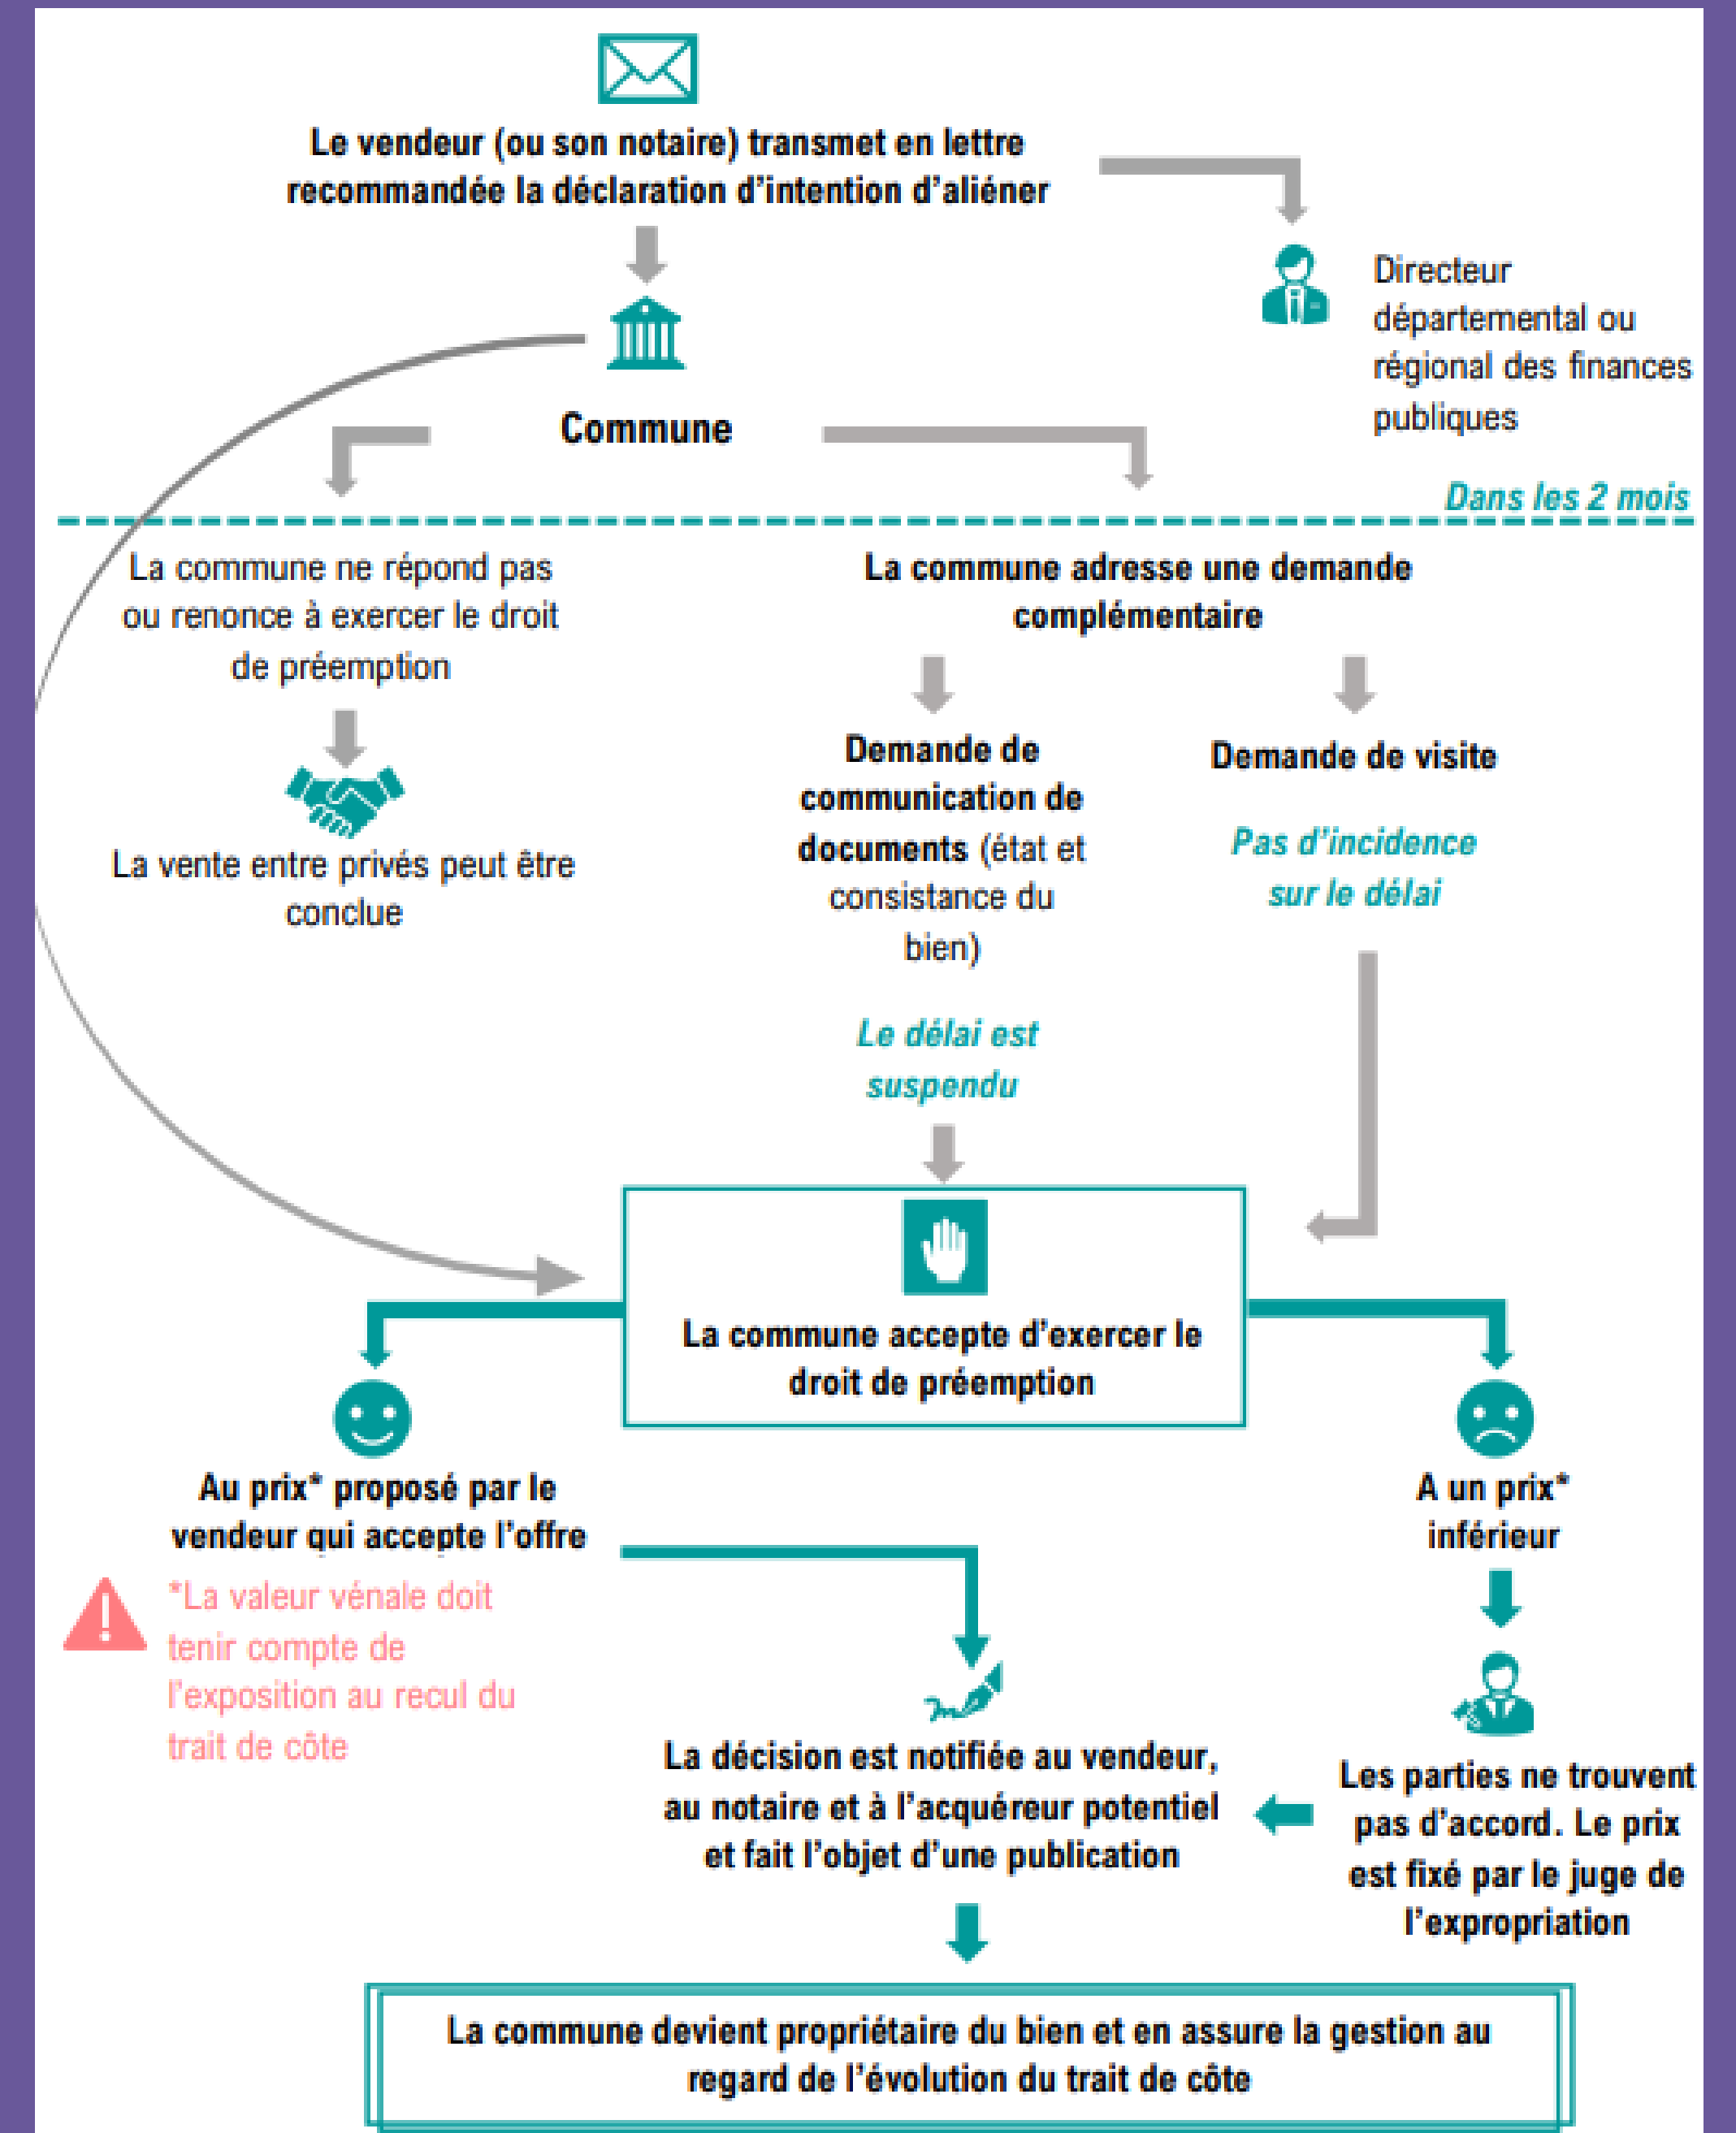 Le vendeur (ou son notaire) transmet en lettre
recommandée la déclaration d'intention d'aliéner
Directeur
départemental ou
régional des finances
publiques
Commune
Dans les 2 mois
La commune ne répond pas
ou renonce à exercer le droit
de préemption
La vente entre privés peut être
conclue
La commune adresse une demande
complémentaire
Demande de
communication de
documents (état et
consistance du
bien)
Le délai est
suspendu
Demande de visite
Pas d'incidence
sur le délai
La commune accepte d'exercer le
droit de préemption
Au prix* proposé par le
vendeur qui accepte l'offre
*La valeur vénale doit
tenir compte de
l'exposition au recul du
trait de côte
A un prix*
inférieur
Les parties ne trouvent
pas d'accord. Le prix
est fixé par le juge de
l'expropriation
La décision est notifiée au vendeur,
au notaire et à l'acquéreur potentiel
et fait l'objet d'une publication
La commune devient propriétaire du bien et en assure la gestion au
regard de l'évolution du trait de côte